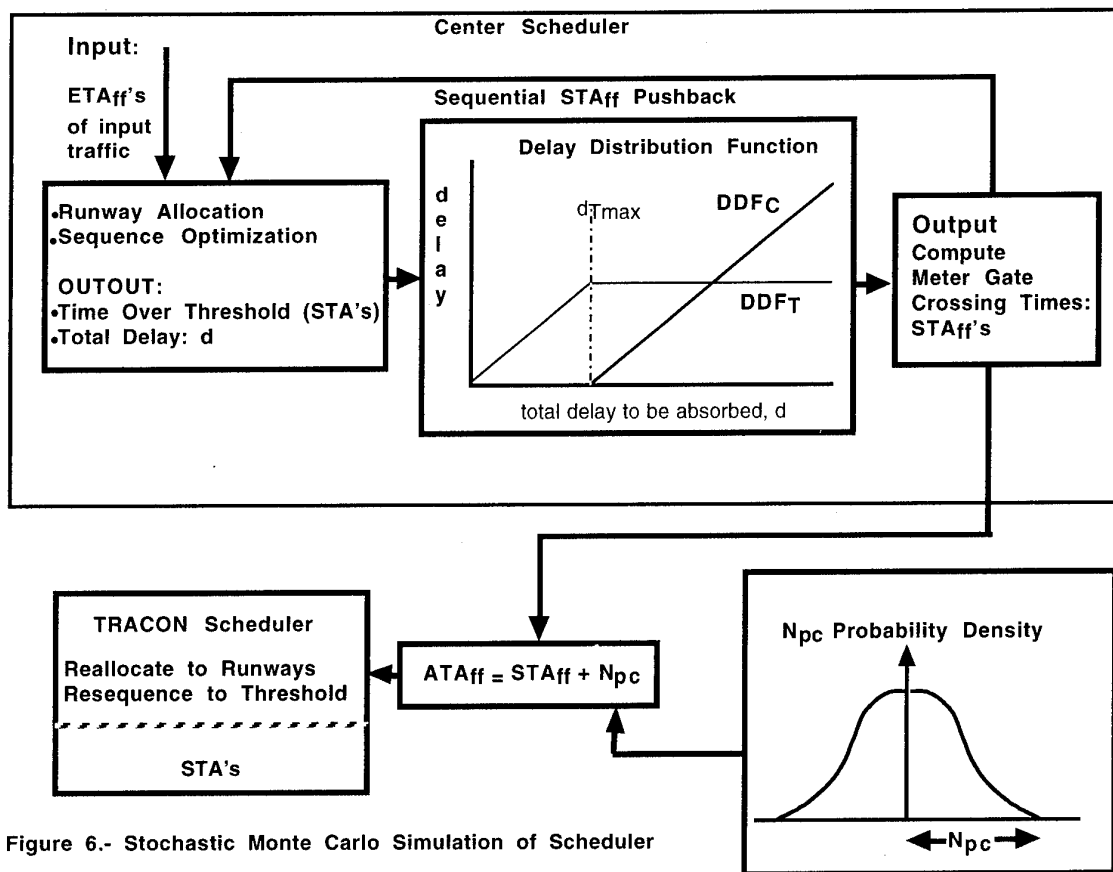 Center Scheduler
Input:
ETAff's
of input
traffic
Sequential STAff Pushback
•Runway Allocation
•Sequence Optimization
OUTOUT:
•Time Over Threshold (STA's)
•Total Delay: d
Delay Distribution Function
delay
dTmax
DDFC
DDFT
total delay to be absorbed, d
Output
Compute
Meter Gate
Crossing Times:
STAff's
TRACON Scheduler
Reallocate to Runways
Resequence to Threshold
STA's
ATAff = STAff + Npc
Npc Probability Density
Npc
Figure 6.- Stochastic Monte Carlo Simulation of Scheduler